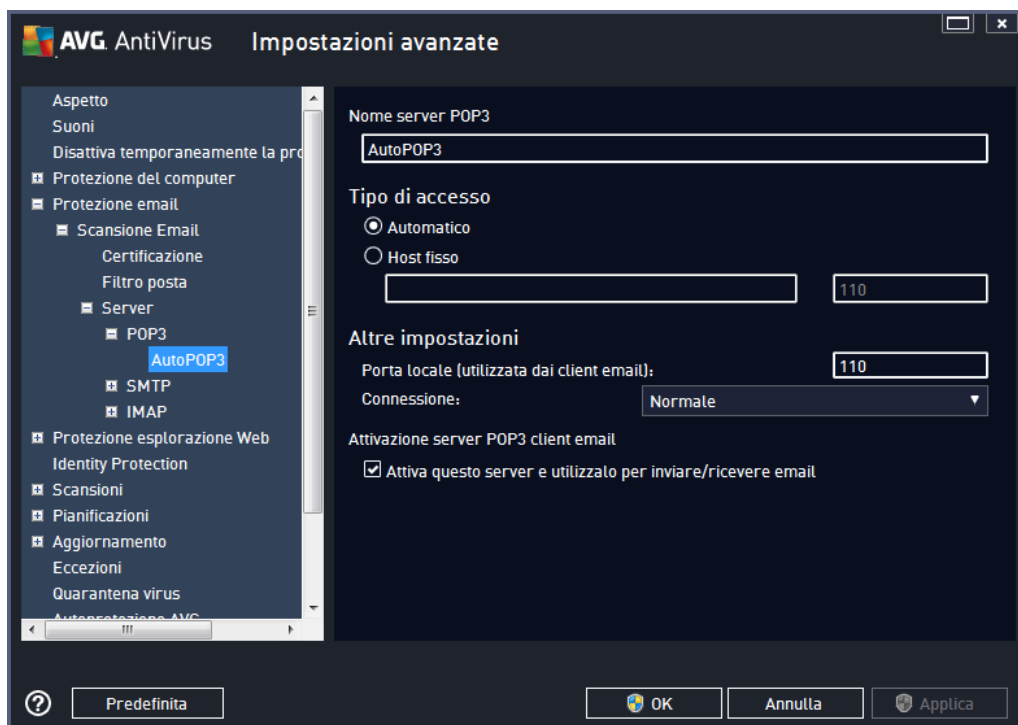 AVG. AntiVirus Impostazioni avanzate
Aspetto
Suoni
Disattiva temporaneamente la pro
Protezione del computer
Protezione email
Scansione Email
Certificazione
Filtro posta
Server
POP3
AutoPOP3
SMTP
IMAP
Protezione esplorazione Web
Identity Protection
Scansioni
Pianificazioni
Aggiornamento
Eccezioni
Quarantena virus
Autoprotezione AVG
Nome server POP3
AutoPOP3
Tipo di accesso
Automatico
Host fisso
110
Altre impostazioni
Porta locale (utilizzata dai client email): 110
Connessione: Normale
Attivazione server POP3 client email
Attiva questo server e utilizzalo per inviare/ricevere email
Predefinita OK Annulla Applica